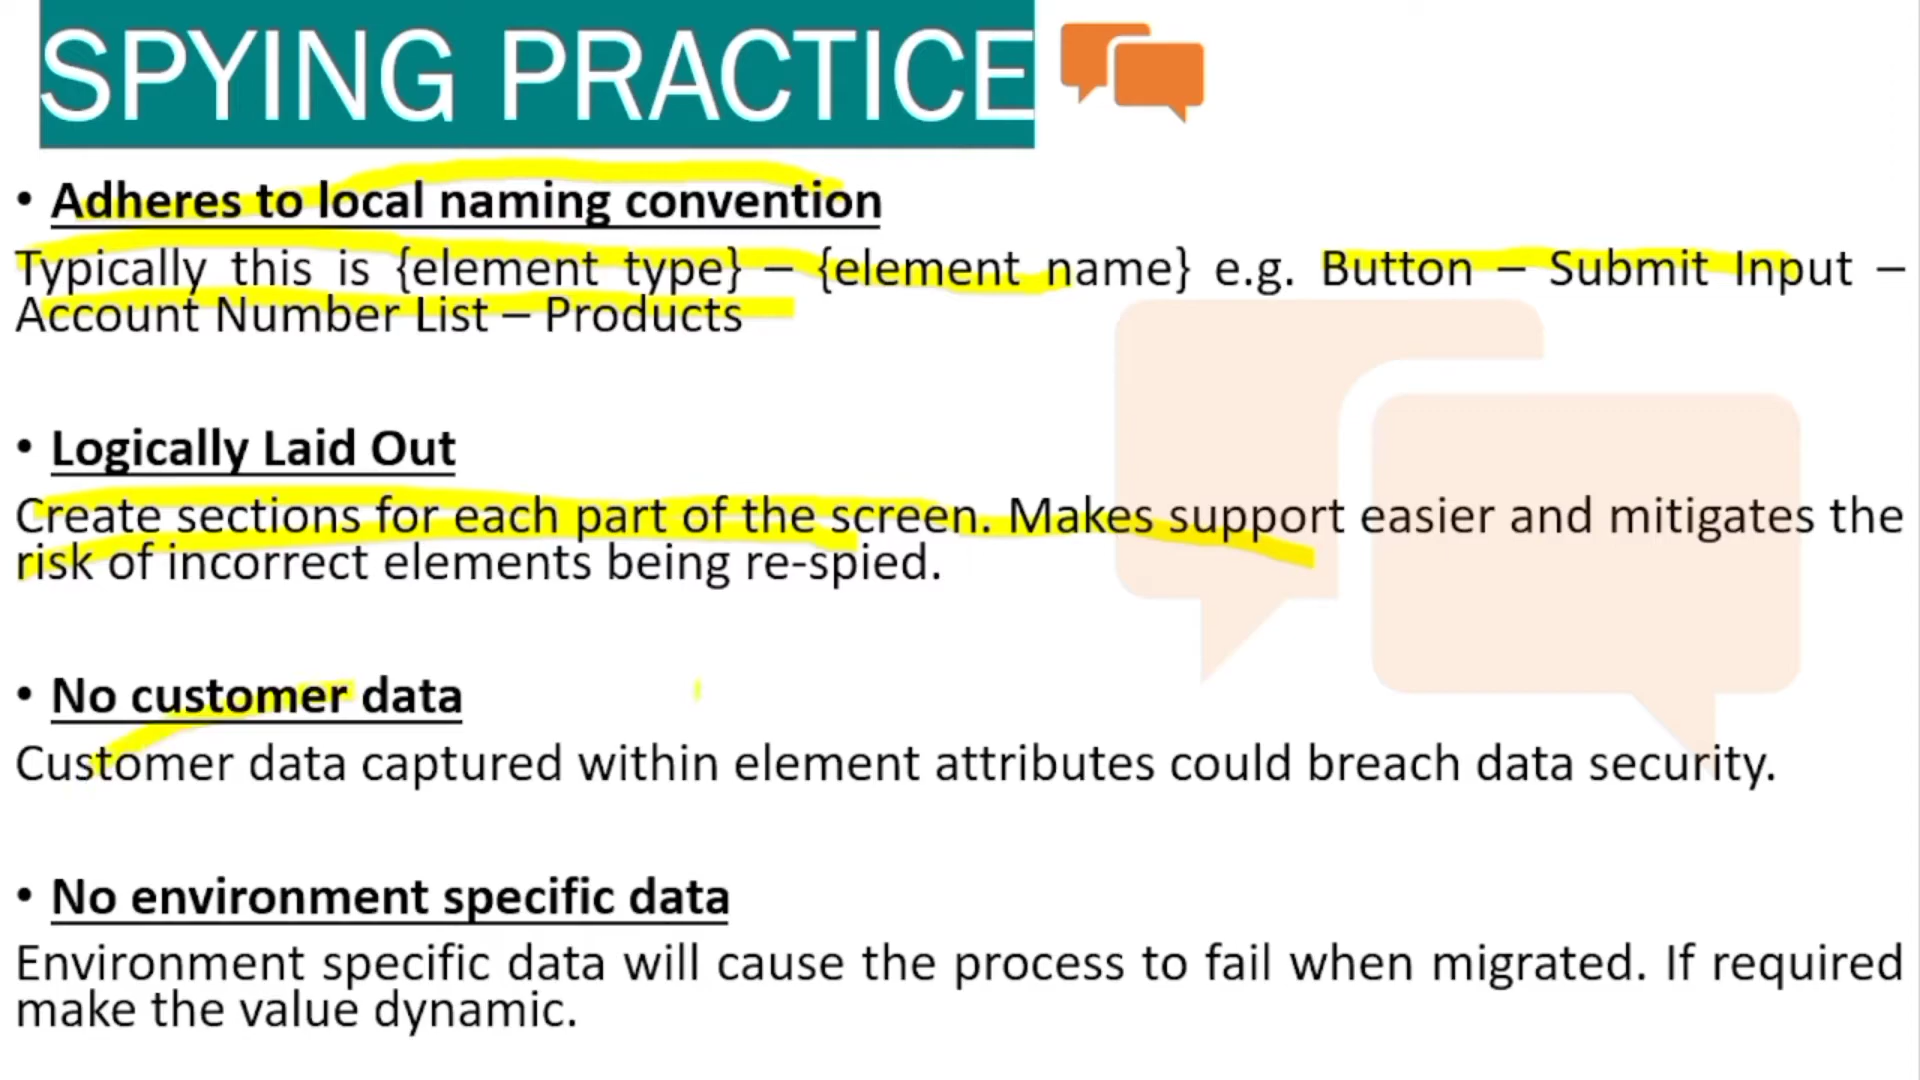 SPYING PRACTICE
• Adheres to local naming convention
Typically this is {element type} – {element name} e.g. Button – Submit Input –
Account Number List – Products
• Logically Laid Out
Create sections for each part of the screen. Makes support easier and mitigates the
risk of incorrect elements being re-spied.
• No customer data
Customer data captured within element attributes could breach data security.
• No environment specific data
Environment specific data will cause the process to fail when migrated. If required
make the value dynamic.